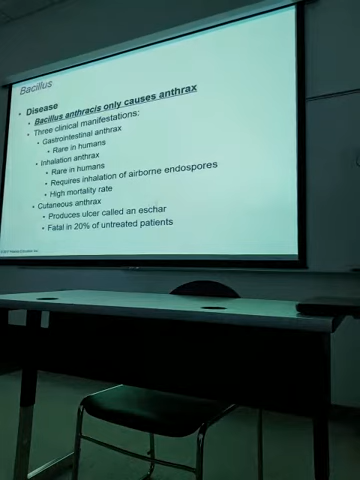 Bacillus
• Disease
• Bacillus anthracis only causes anthrax
• Three clinical manifestations:
• Gastrointestinal anthrax
• Rare in humans
• Inhalation anthrax
• Rare in humans
• Requires inhalation of airborne endospores
• High mortality rate
• Cutaneous anthrax
• Produces ulcer called an eschar
• Fatal in 20% of untreated patients